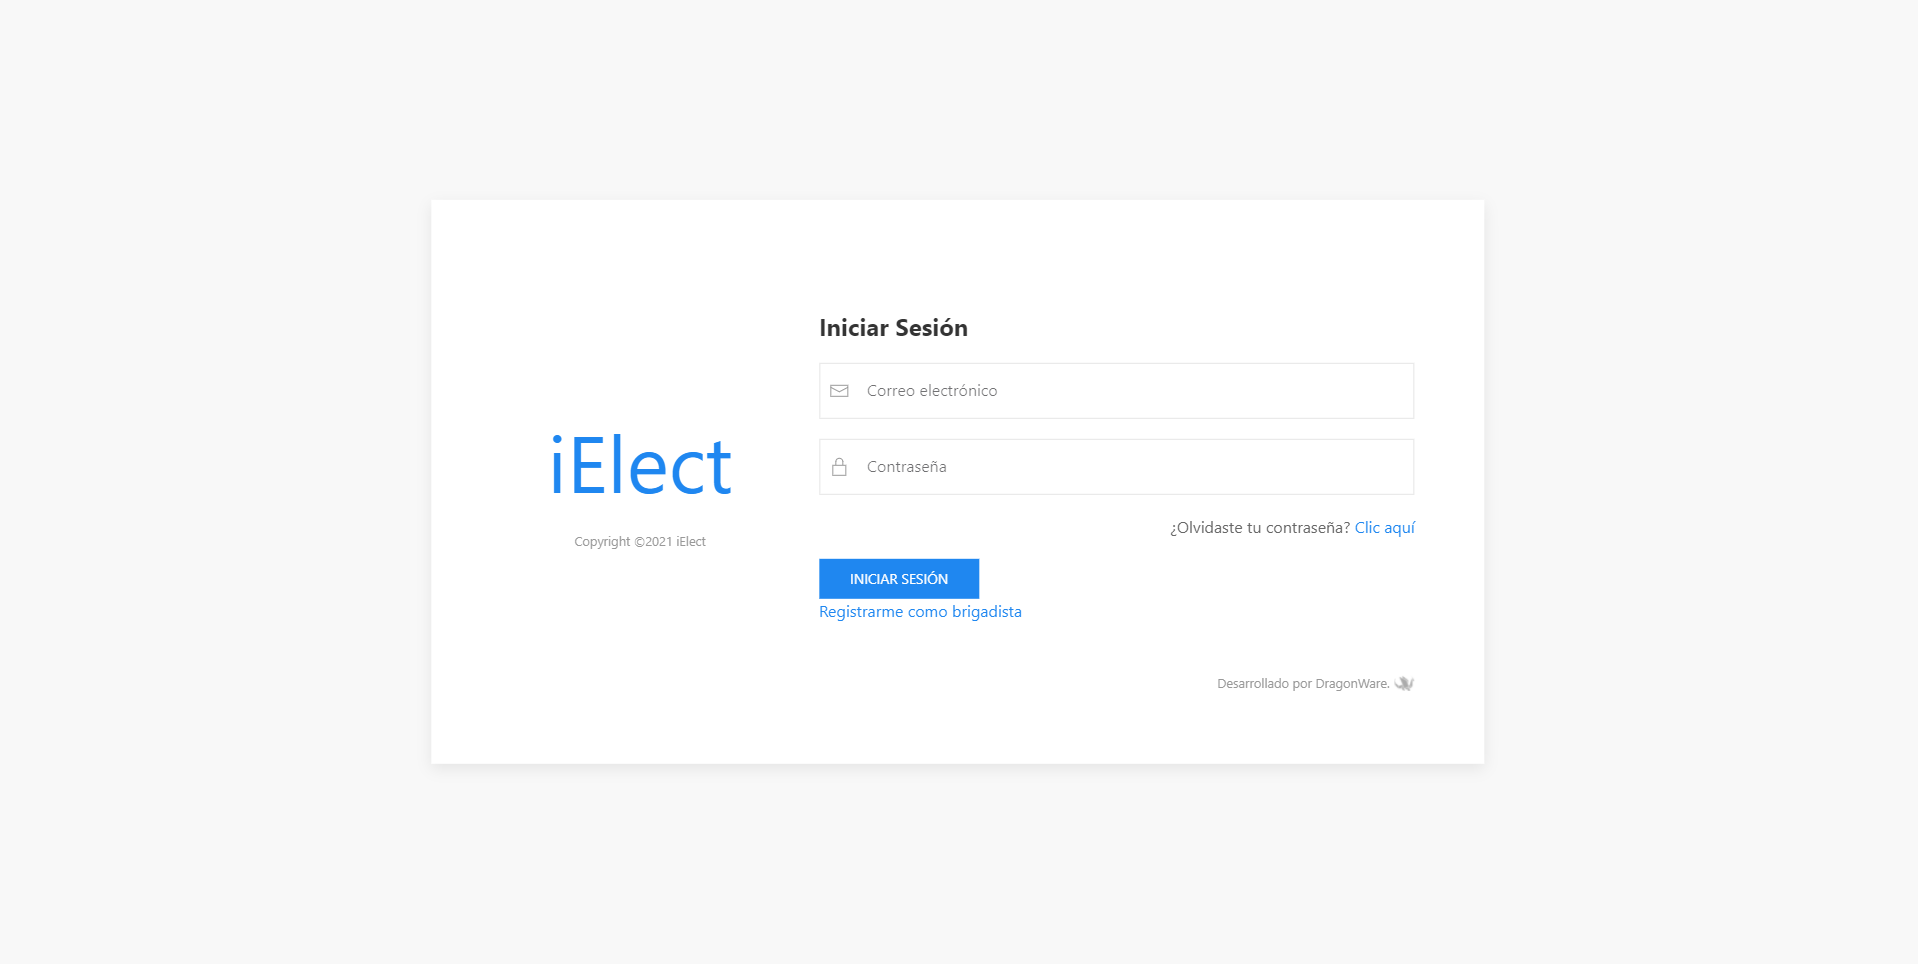 iElect
Copyright ©2021 iElect
Iniciar Sesión
Correo electrónico
Contraseña
¿Olvidaste tu contraseña? Clic aquí
INICIAR SESIÓN
Registrarme como brigadista
Desarrollado por DragonWare.